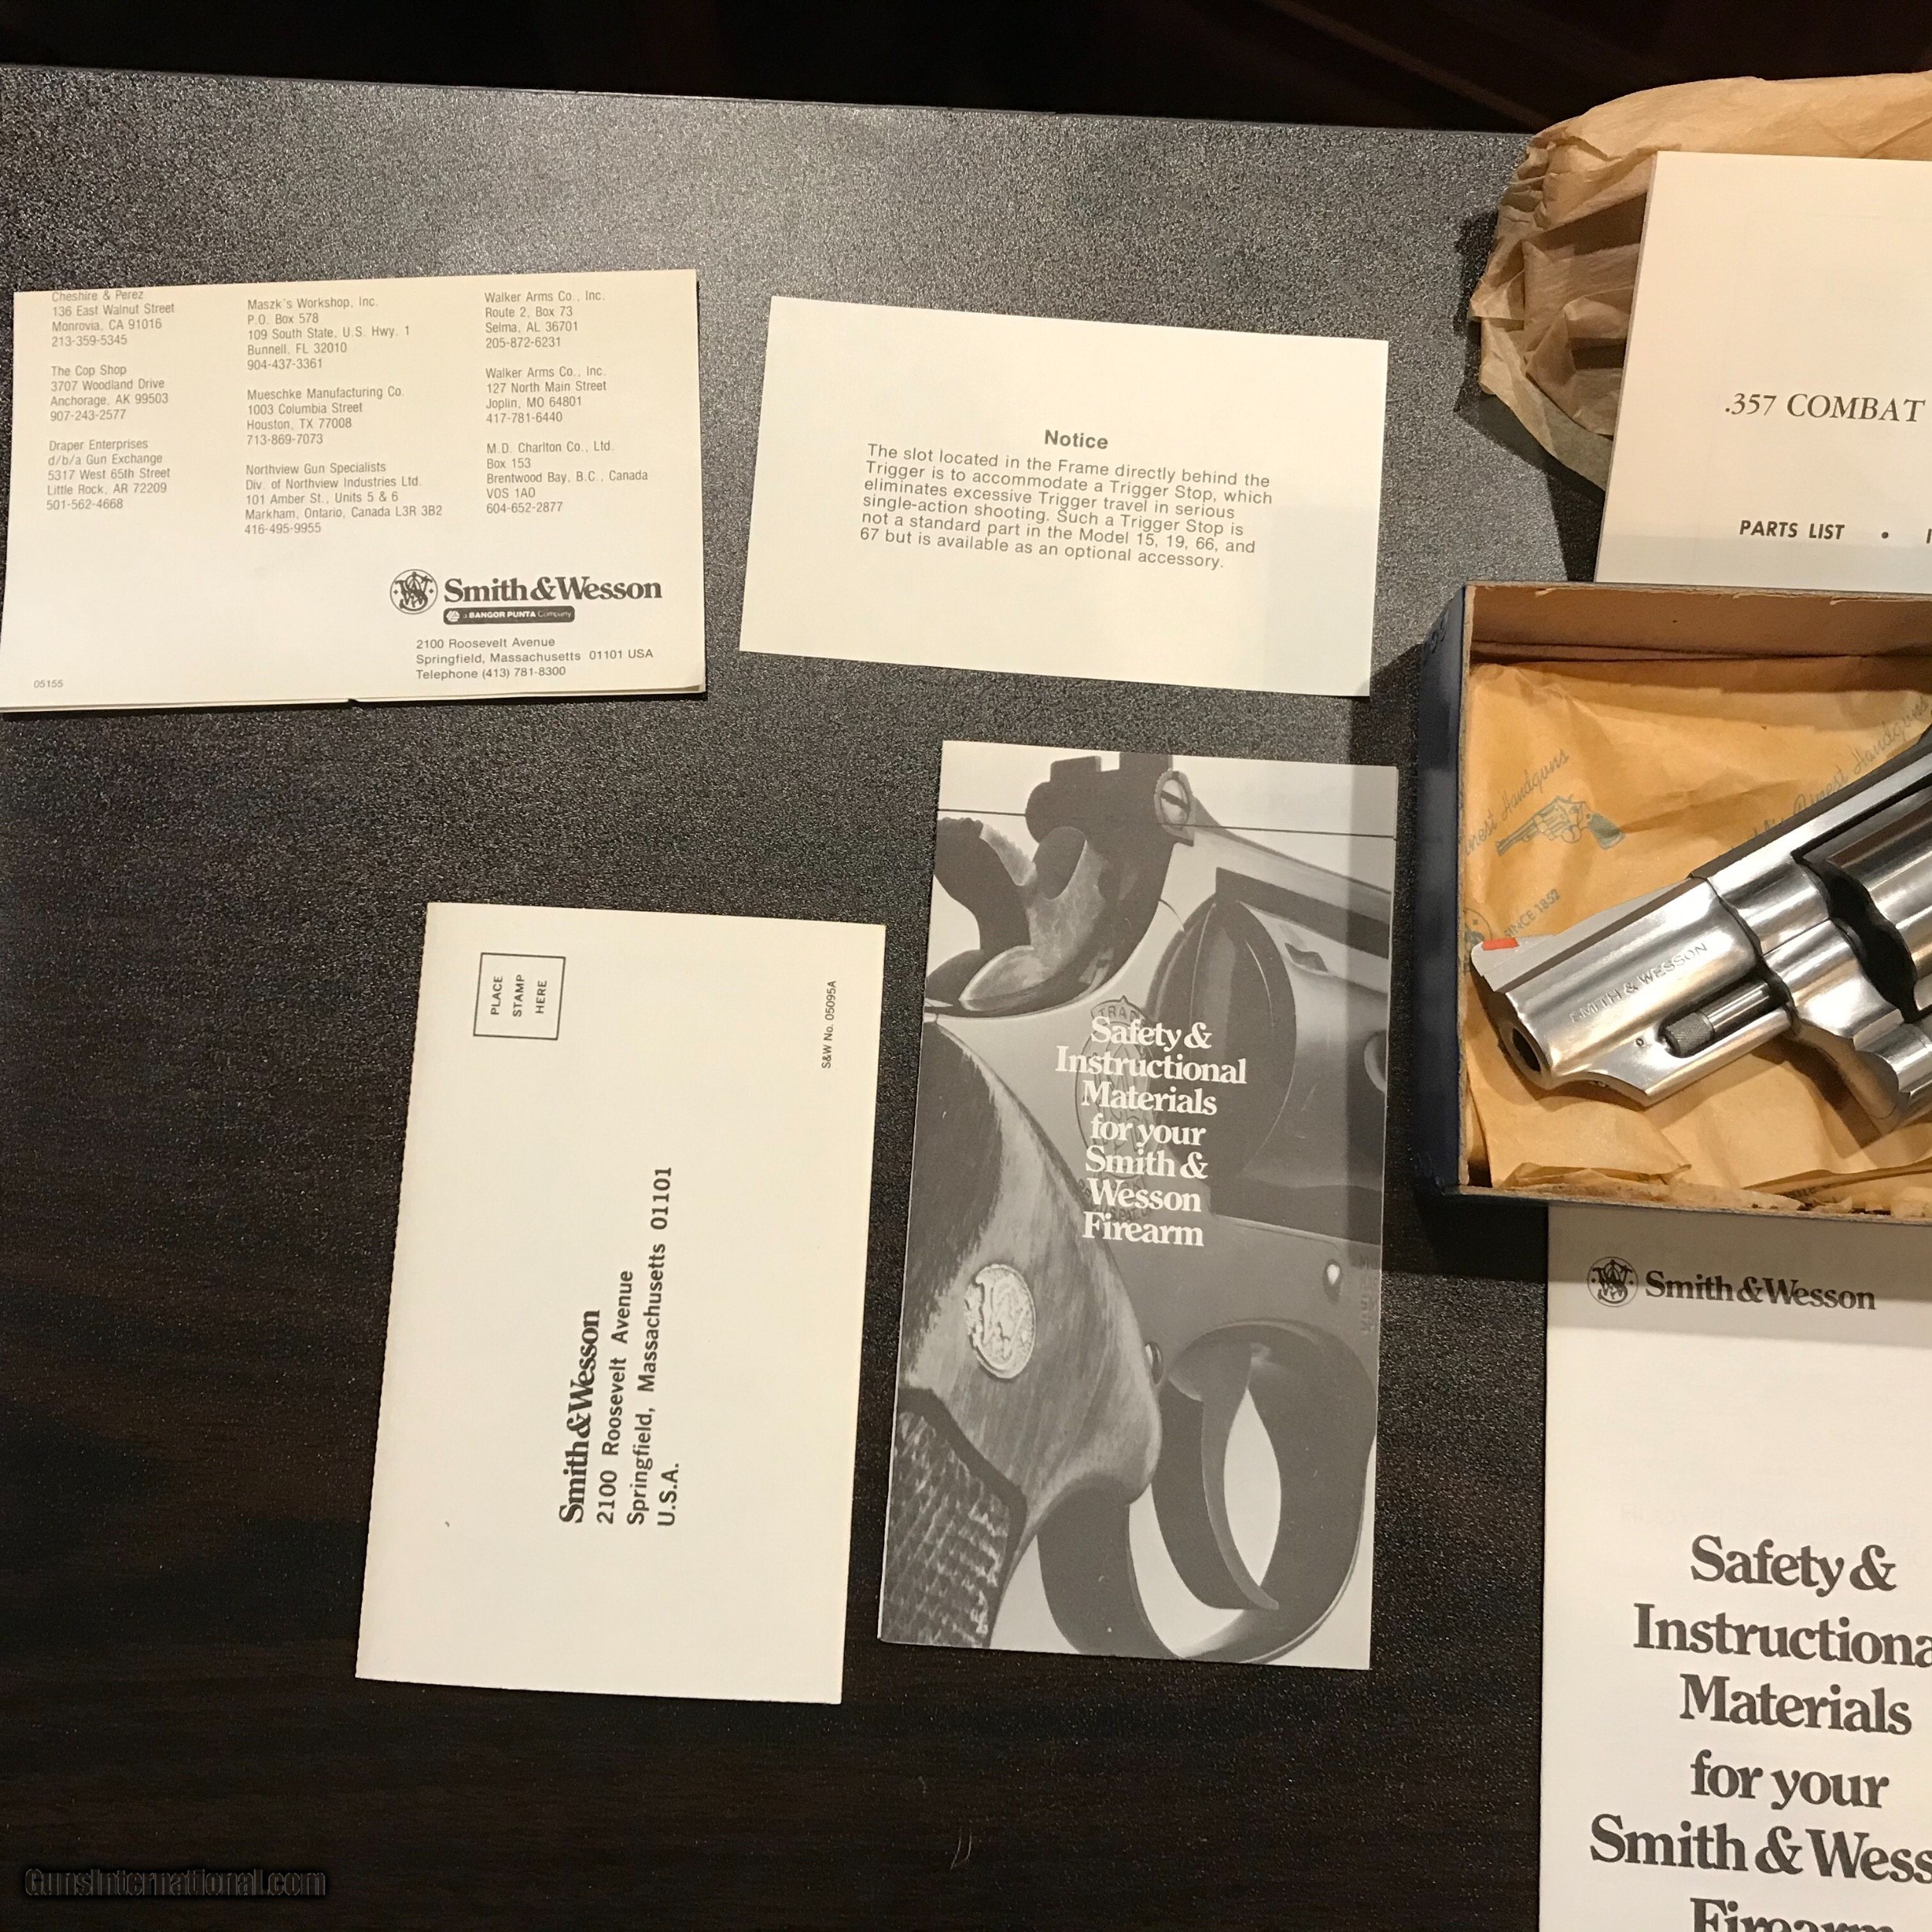 Cheshire & Perez
136 East Walnut Street
Monrovia, CA 91016
213-359-5345
The Cop Shop
3707 Woodland Drive
Anchorage, AK 99503
907-243-2577
Draper Enterprises
d/b/a Gun Exchange
5317 West 65th Street
Little Rock, AR 72209
501-562-4668
Maszk's Workshop, Inc.
P.O. Box 578
109 South State, U.S. Hwy. 1
Bunnell, FL 32010
904-437-3361
Mueschke Manufacturing Co.
1003 Columbia Street
Houston, TX 77008
713-869-7073
Northview Gun Specialists
Div. of Northview Industries Ltd.
101 Amber St., Units 5 & 6
Markham, Ontario, Canada L3R 3B2
416-495-9955
Walker Arms Co., Inc.
Route 2, Box 73
Selma, AL 36701
205-872-6231
Walker Arms Co., Inc.
127 North Main Street
Joplin, MO 64801
417-781-6440
M.D. Charlton Co., Ltd.
Box 153
Brentwood Bay, B.C., Canada
VOS 1AO
604-652-2877
Smith&Wesson
a BANGOR PUNTA Company
2100 Roosevelt Avenue
Springfield, Massachusetts 01101 USA
Telephone (413) 781-8300
05155
Notice
The slot located in the Frame directly behind the
Trigger is to accommodate a Trigger Stop, which
eliminates excessive Trigger travel in serious
single-action shooting. Such a Trigger Stop is
not a standard part in the Model 15, 19, 66, and
67 but is available as an optional accessory.
.357 COMBAT
PARTS LIST •
Finest Handguns
SINCE 1852
SMITH & WESSON
PLACE
STAMP
HERE
S&W No. 05095A
Smith&Wesson
2100 Roosevelt Avenue
Springfield, Massachusetts 01101
U.S.A.
Safety &
Instructional
Materials
for your
Smith &
Wesson
Firearm
Smith&Wesson
Safety &
Instructiona
Materials
for your
Smith & Wess
Firearm
GunsInternational.com